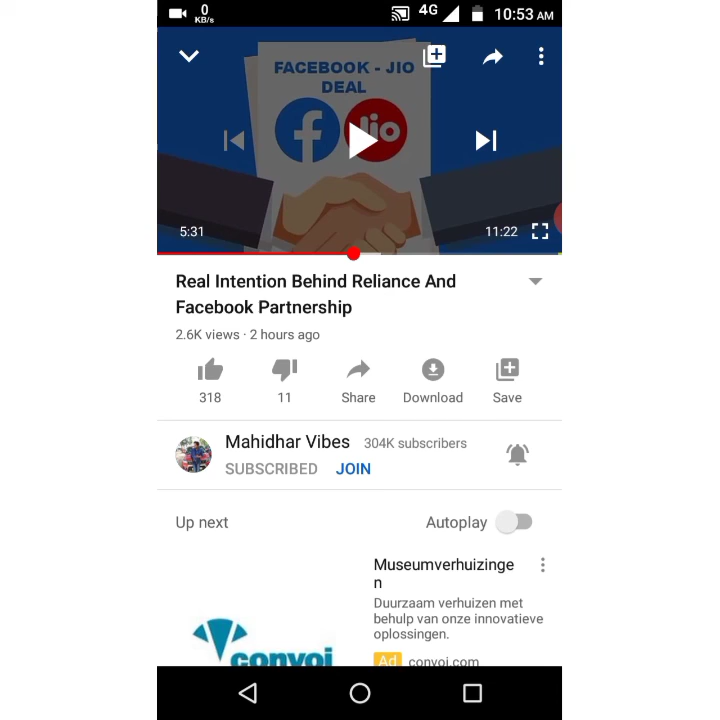 0
KB/s
4G
10:53 AM
FACEBOOK - JIO
DEAL
f
Jio
5:31
11:22
Real Intention Behind Reliance And
Facebook Partnership
2.6K views · 2 hours ago
318
11
Share
Download
Save
Mahidhar Vibes 304K subscribers
SUBSCRIBED JOIN
Up next
Autoplay
Museumverhuizinge
n
Duurzaam verhuizen met
behulp van onze innovatieve
oplossingen.
Ad convoi.com
convoi